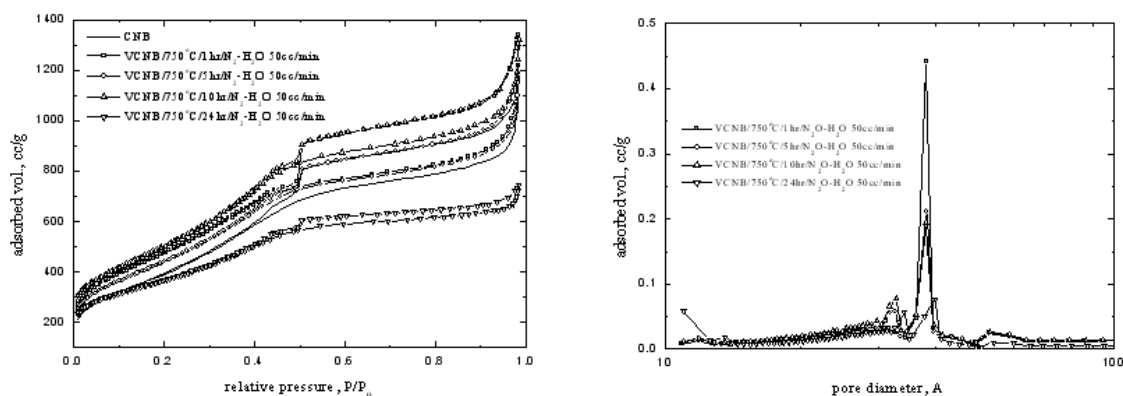 1400
1200
1000
800
600
400
200
0.0
0.2
0.4
0.6
0.8
1.0
adsorbed vol, cc/g
relative pressure, P/P₀
CNB
VCNB/750°C/1hr/N₂-H₂O 50cc/min
VCNB/750°C/5hr/N₂-H₂O 50cc/min
VCNB/750°C/10hr/N₂-H₂O 50cc/min
VCNB/750°C/24hr/N₂-H₂O 50cc/min
0.5
0.4
0.3
0.2
0.1
0.0
10
100
adsorbed vol, cc/g
pore diameter, A
VCNB/750°C/1hr/N₂O-H₂O 50cc/min
VCNB/750°C/5hr/N₂O-H₂O 50cc/min
VCNB/750°C/10hr/N₂O-H₂O 50cc/min
VCNB/750°C/24hr/N₂O-H₂O 50cc/min